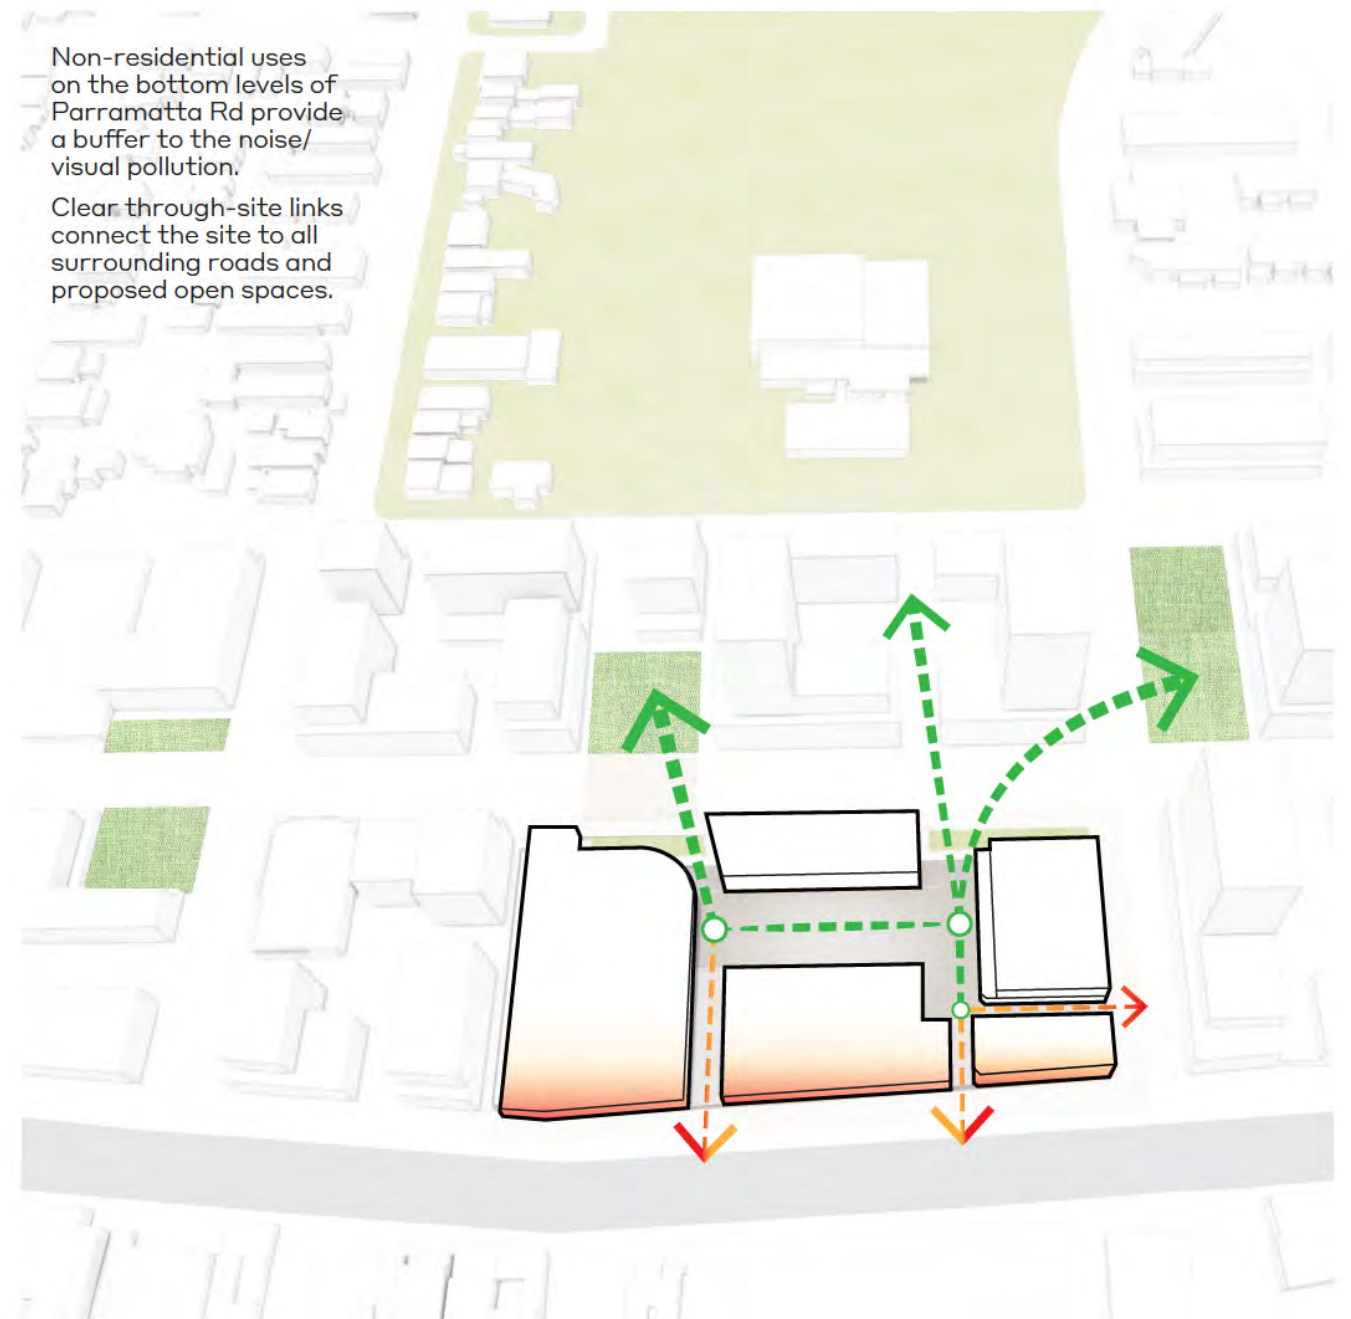 Non-residential uses
on the bottom levels of
Parramatta Rd provide
a buffer to the noise/
visual pollution.
Clear through-site links
connect the site to all
surrounding roads and
proposed open spaces.